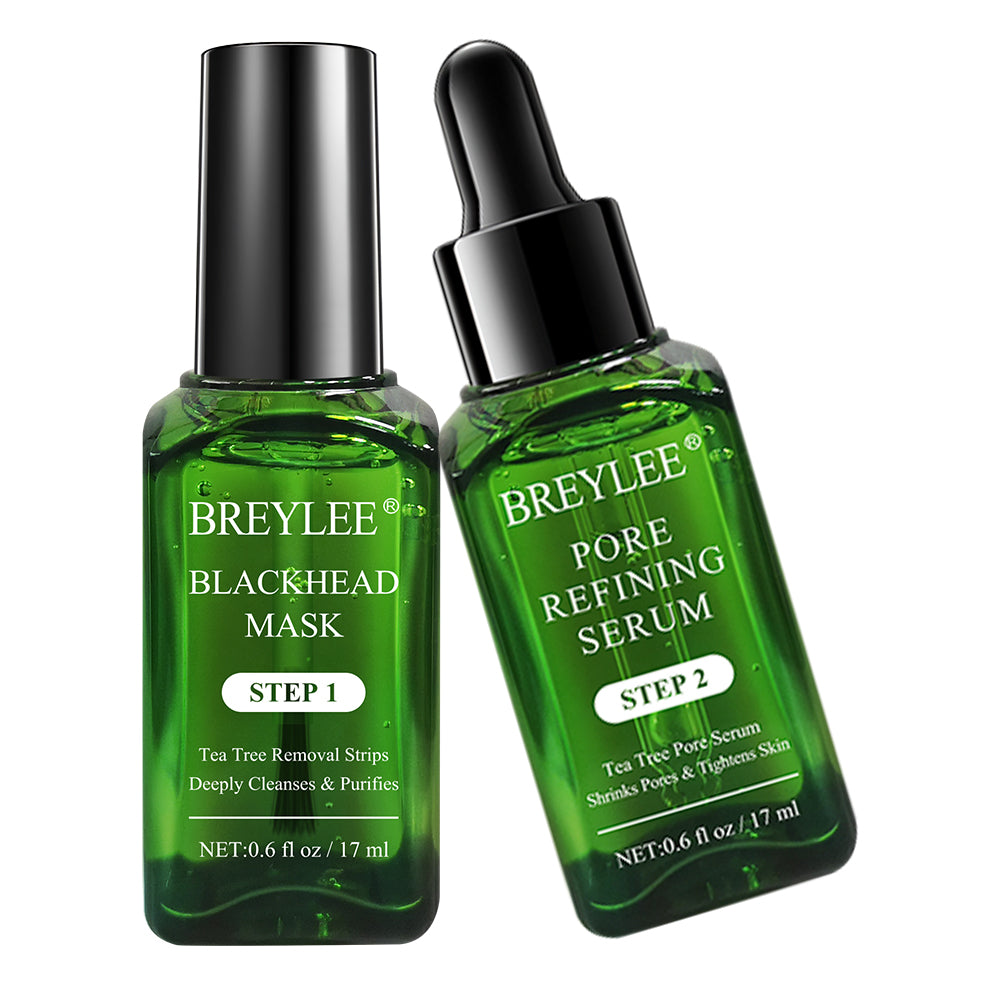 BREYLEE®
BLACKHEAD
MASK
STEP 1
Tea Tree Removal Strips
Deeply Cleanses & Purifies
NET:0.6 fl oz / 17 ml
BREYLEE®
PORE
REFINING
SERUM
STEP 2
Tea Tree Pore Serum
Shrinks Pores & Tightens Skin
NET:0.6 fl oz / 17 ml